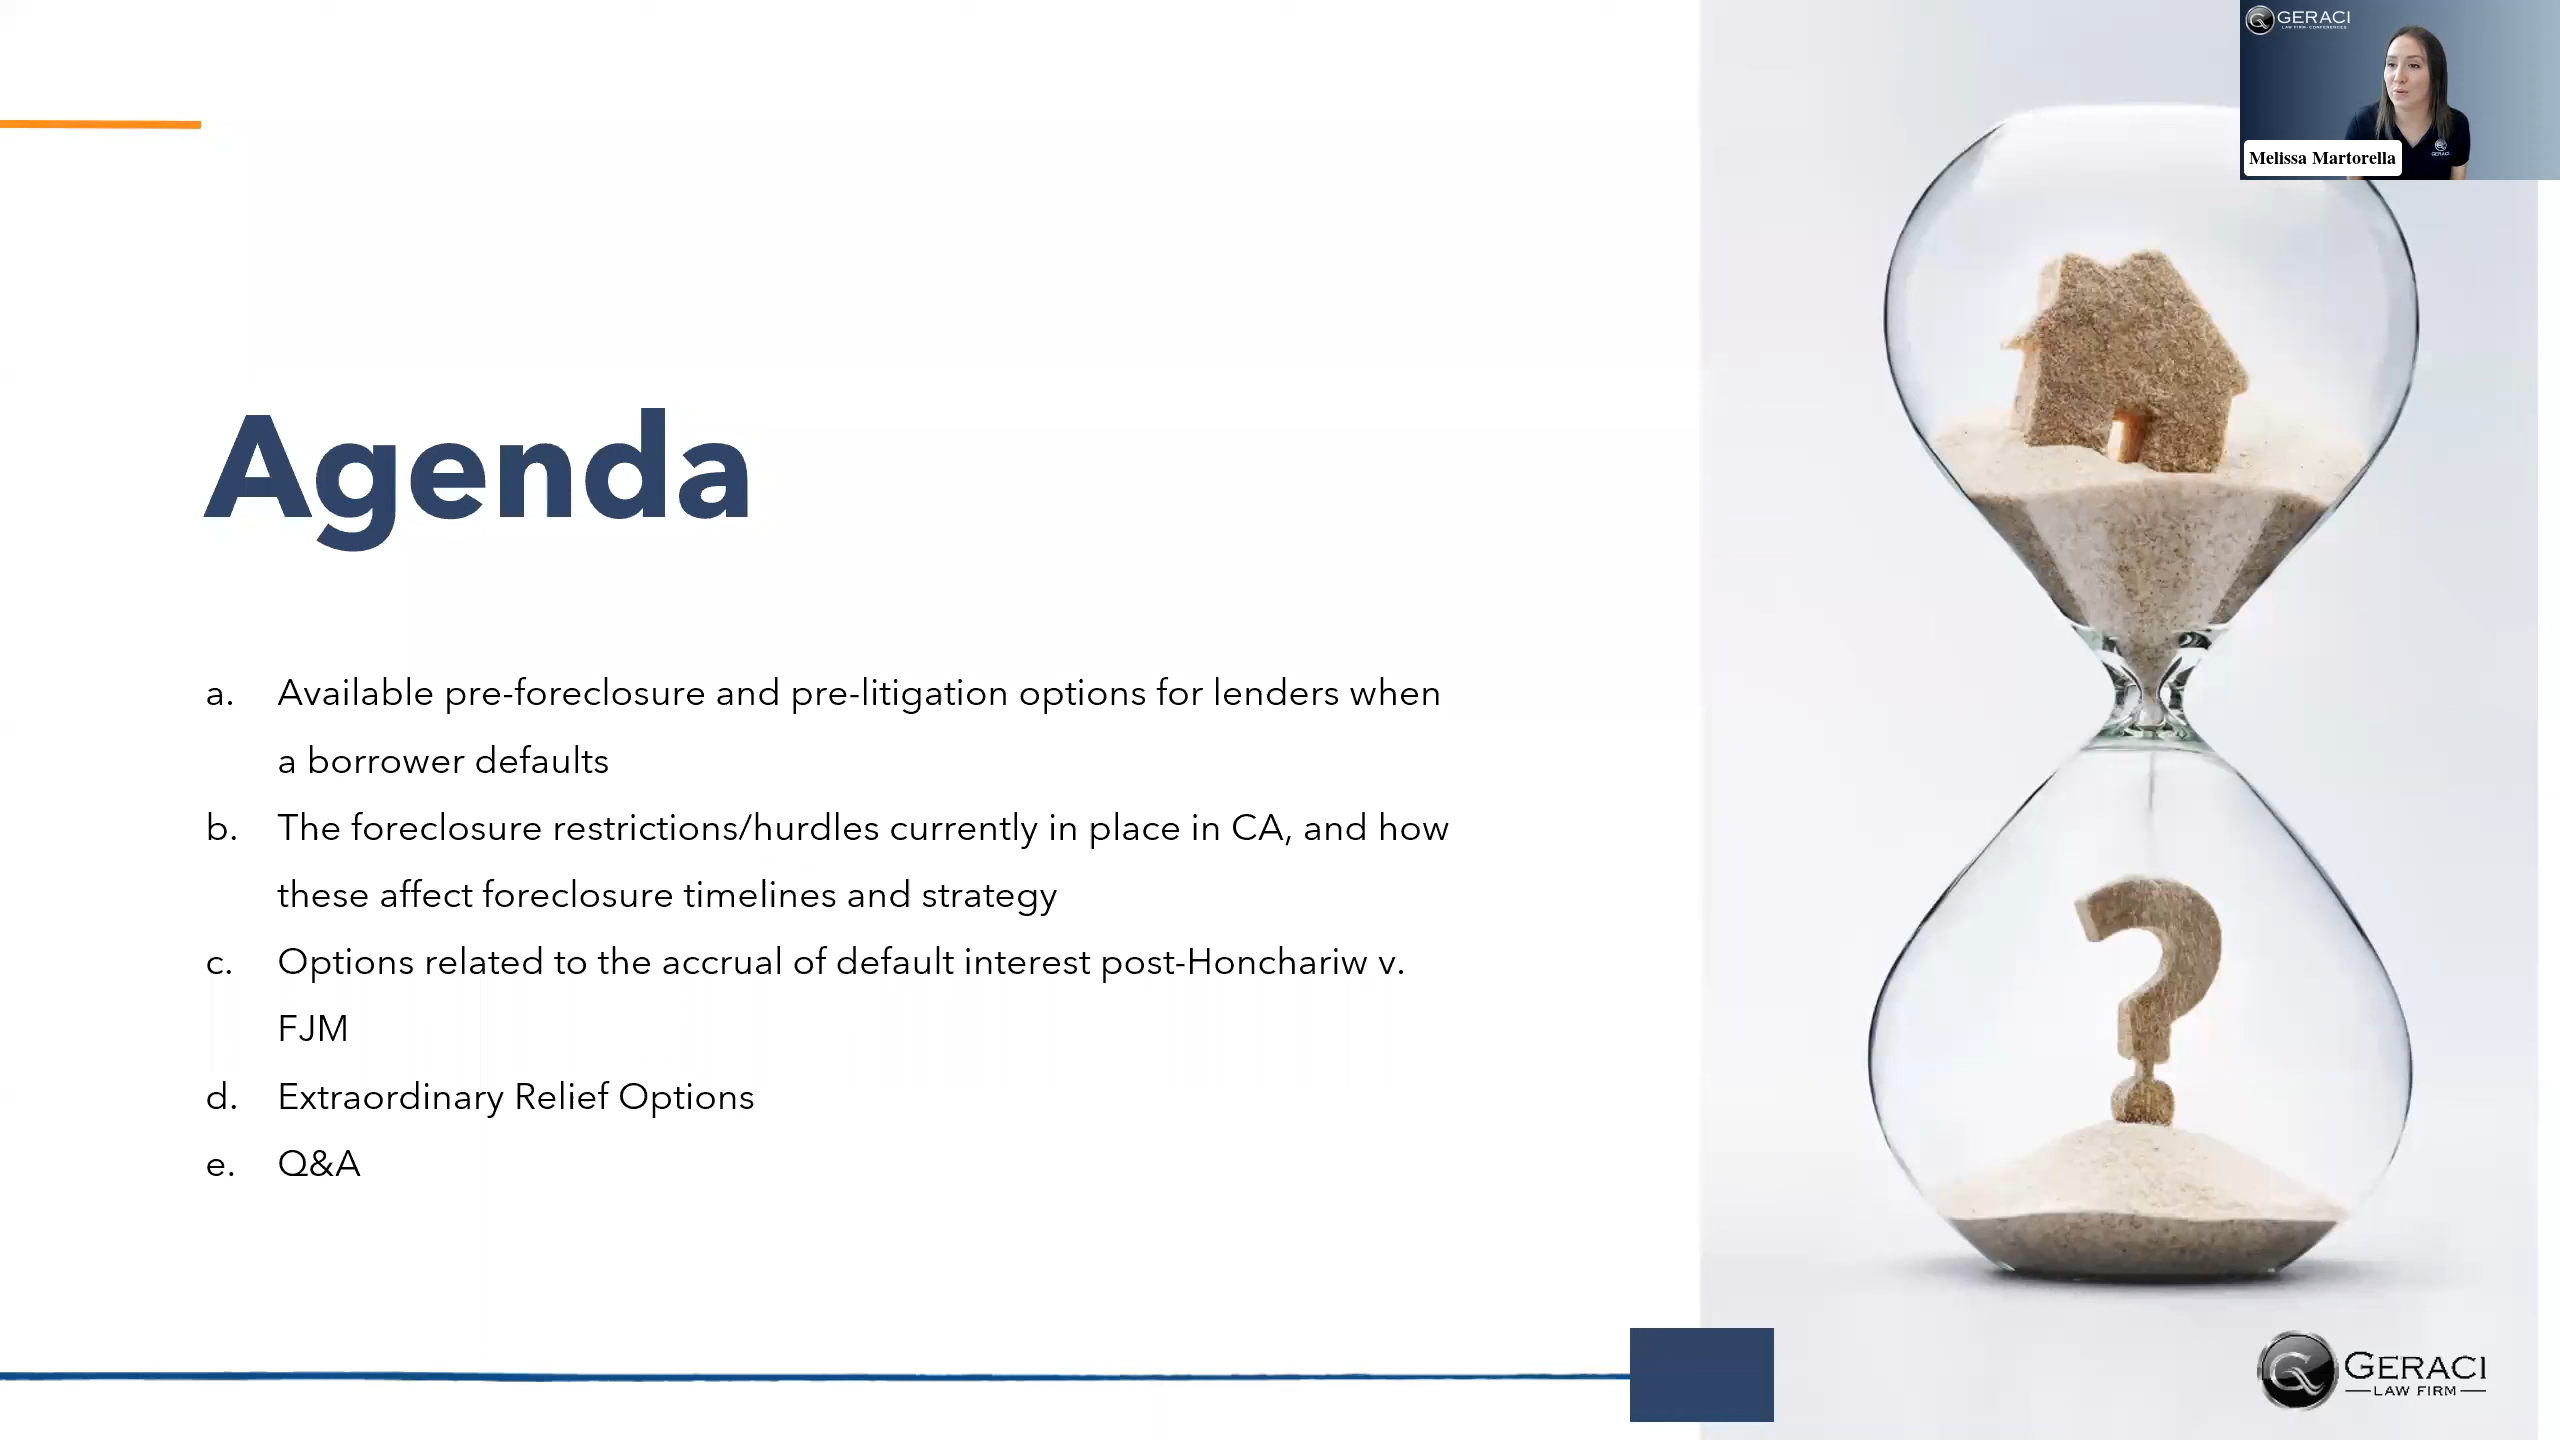 GERACI
LAW FIRM CONFERENCES
Melissa Martorella
GERACI
Agenda
a. Available pre-foreclosure and pre-litigation options for lenders when
a borrower defaults
b. The foreclosure restrictions/hurdles currently in place in CA, and how
these affect foreclosure timelines and strategy
c. Options related to the accrual of default interest post-Honchariw v.
FJM
d. Extraordinary Relief Options
e. Q&A
GERACI
LAW FIRM